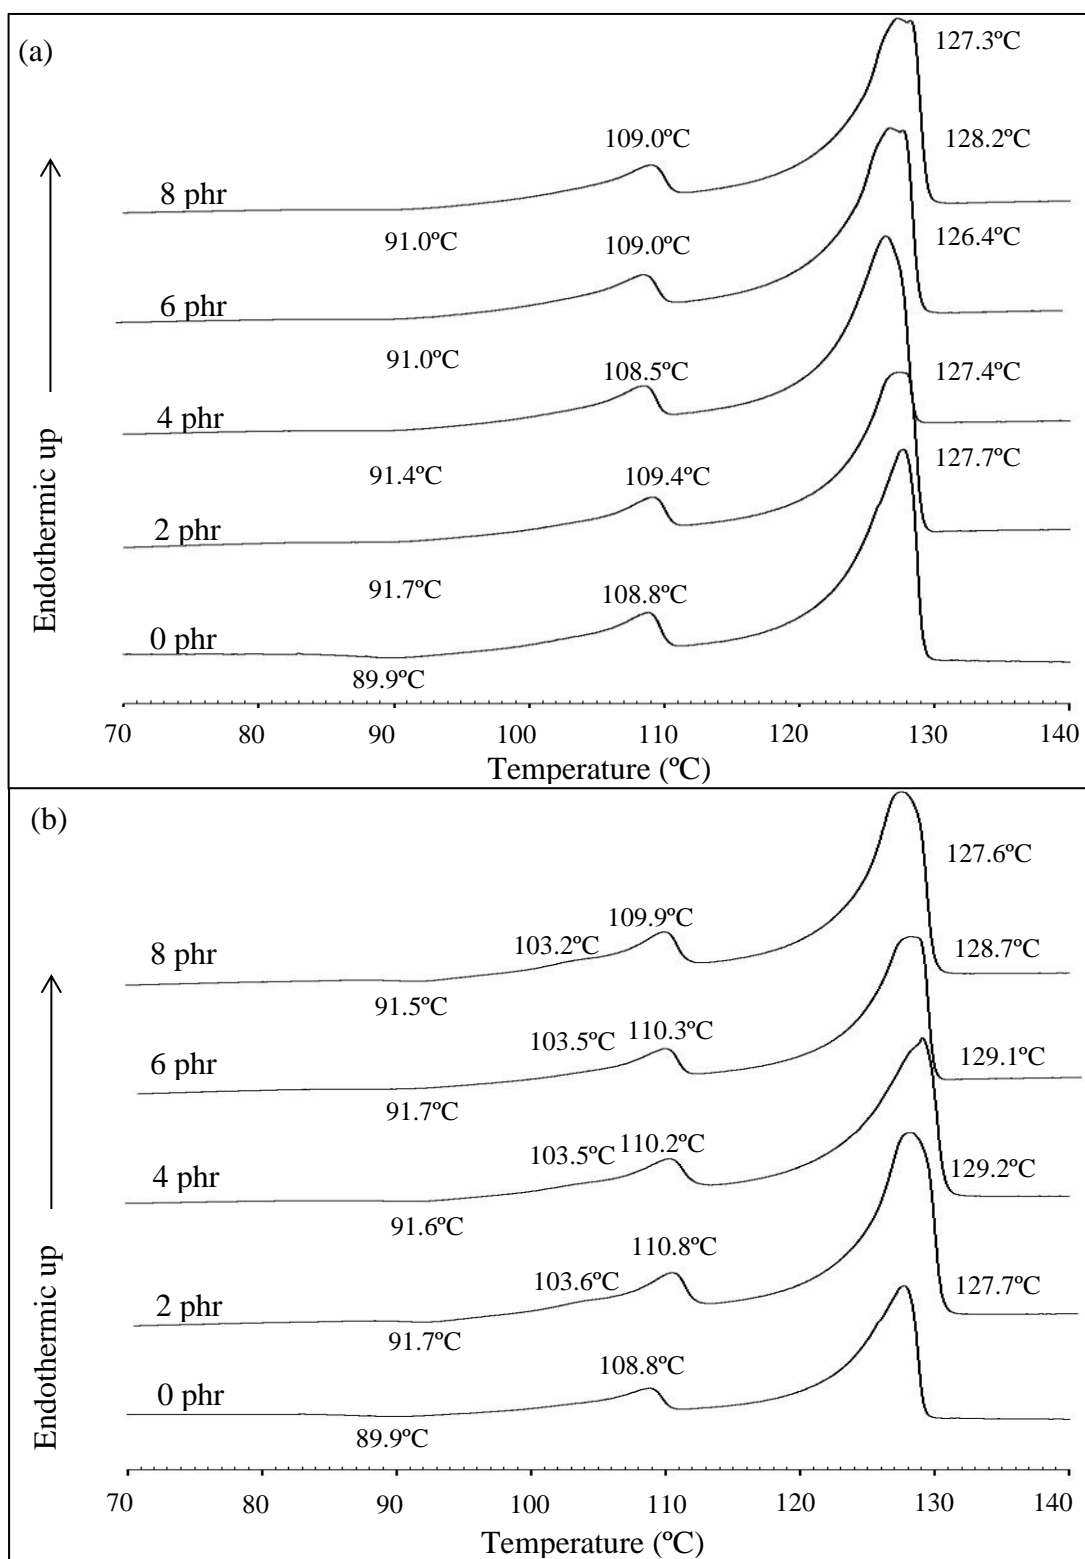 (a)
127.3ºC
109.0ºC
128.2ºC
8 phr
91.0ºC
109.0ºC
126.4ºC
6 phr
91.0ºC
108.5ºC
127.4ºC
4 phr
91.4ºC
109.4ºC
127.7ºC
2 phr
91.7ºC
108.8ºC
0 phr
89.9ºC
Endothermic up
70 80 90 100 110 120 130 140
Temperature (ºC)
(b)
127.6ºC
109.9ºC
103.2ºC
128.7ºC
8 phr
91.5ºC
103.5ºC
110.3ºC
129.1ºC
6 phr
91.7ºC
103.5ºC
110.2ºC
129.2ºC
4 phr
91.6ºC
110.8ºC
103.6ºC
127.7ºC
2 phr
91.7ºC
108.8ºC
0 phr
89.9ºC
Endothermic up
70 80 90 100 110 120 130 140
Temperature (ºC)